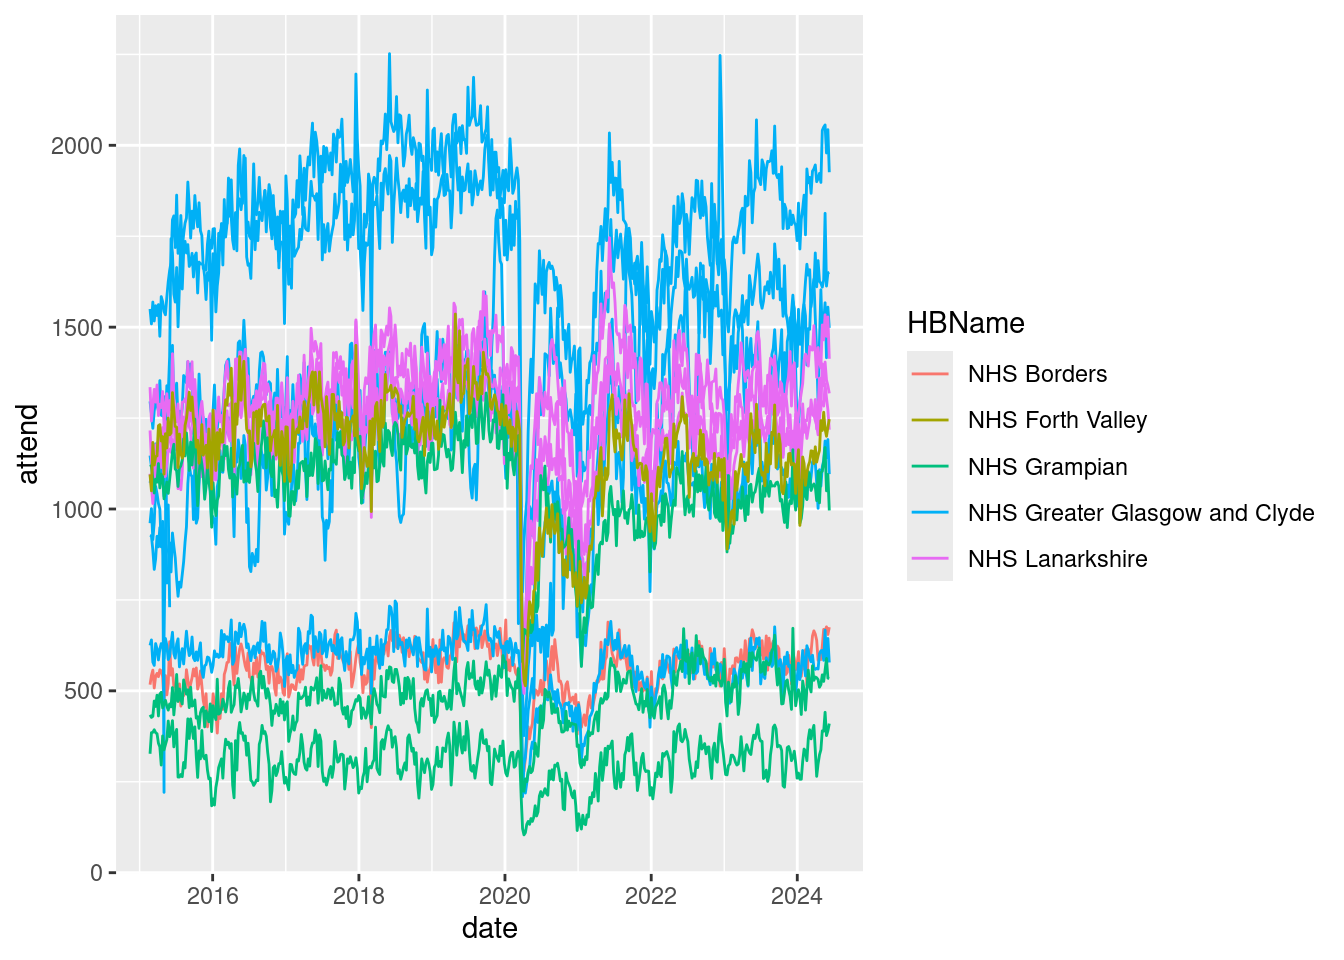 2000
1500
1000
500
0
attend
2016
2018
2020
2022
2024
date
HBName
NHS Borders
NHS Forth Valley
NHS Grampian
NHS Greater Glasgow and Clyde
NHS Lanarkshire